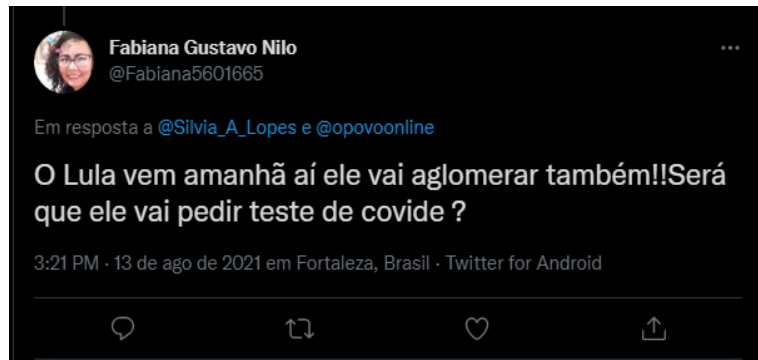 Fabiana Gustavo Nilo
@Fabiana5601665
Em resposta a @Silvia_A_Lopes e @opovoonline
O Lula vem amanhã aí ele vai aglomerar também!!Será
que ele vai pedir teste de covide ?
3:21 PM · 13 de ago de 2021 em Fortaleza, Brasil · Twitter for Android